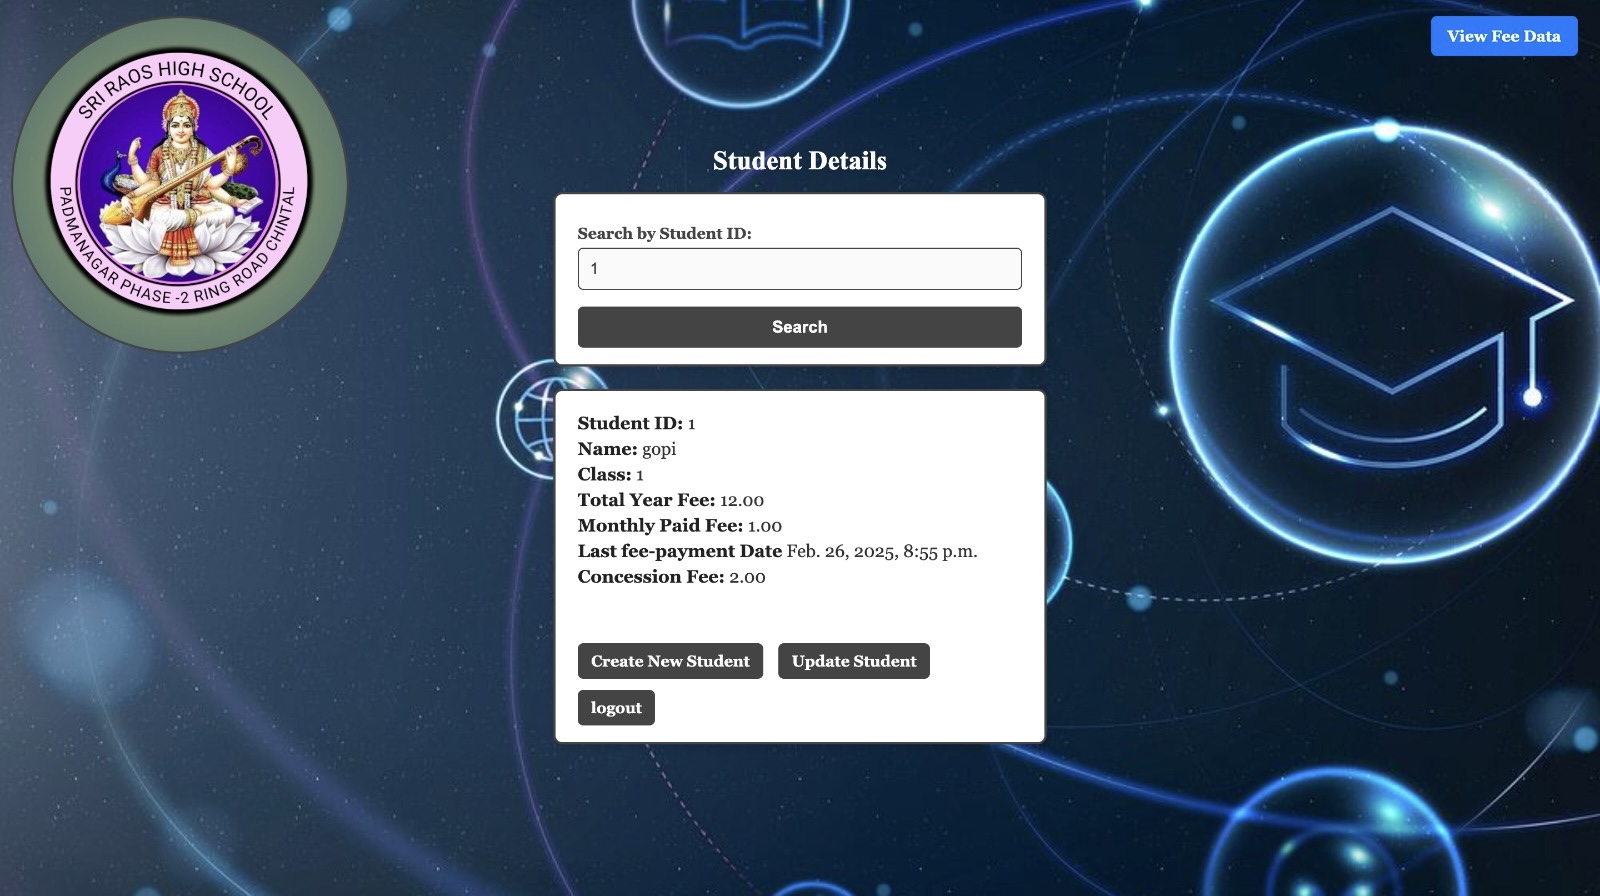 SRI RAOS HIGH SCHOOL
PADMANAGAR PHASE -2 RING ROAD CHINTAL
View Fee Data
Student Details
Search by Student ID:
1
Search
Student ID: 1
Name: gopi
Class: 1
Total Year Fee: 12.00
Monthly Paid Fee: 1.00
Last fee-payment Date Feb. 26, 2025, 8:55 p.m.
Concession Fee: 2.00
Create New Student Update Student
logout